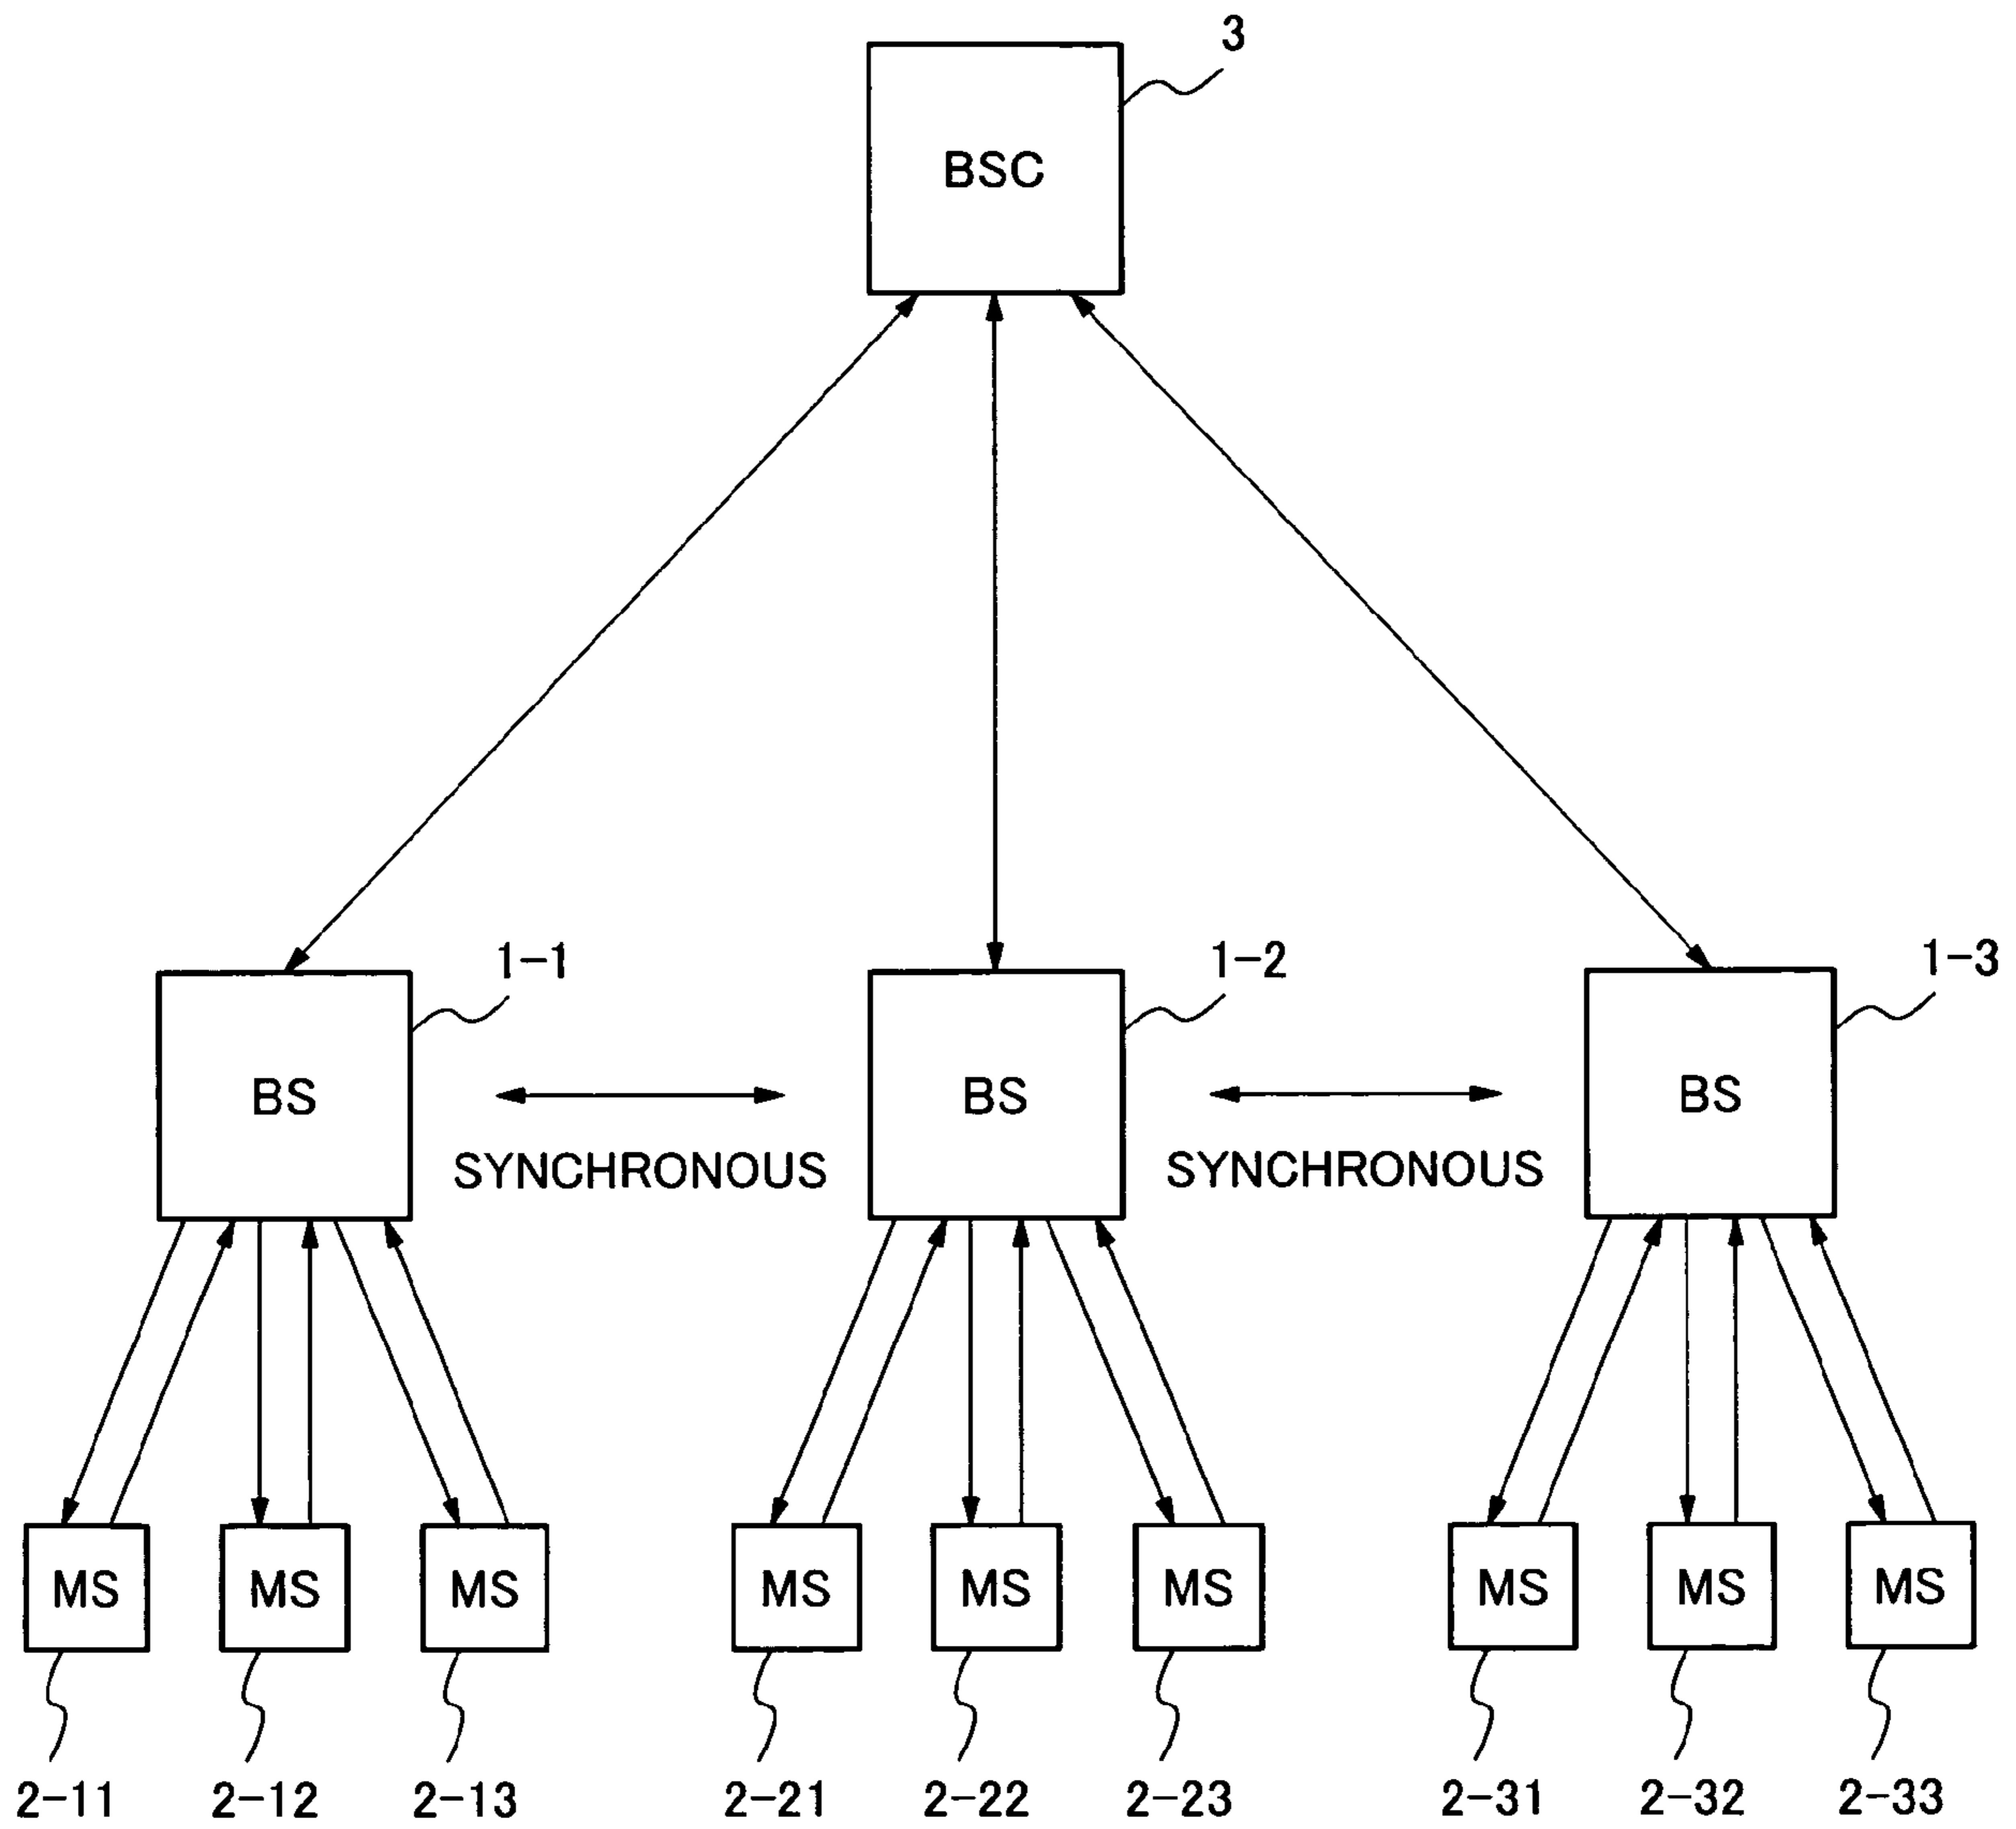 3
BSC
1-1
1-2
1-3
BS
BS
BS
SYNCHRONOUS
SYNCHRONOUS
MS
MS
MS
MS
MS
MS
MS
MS
MS
2-11
2-12
2-13
2-21
2-22
2-23
2-31
2-32
2-33